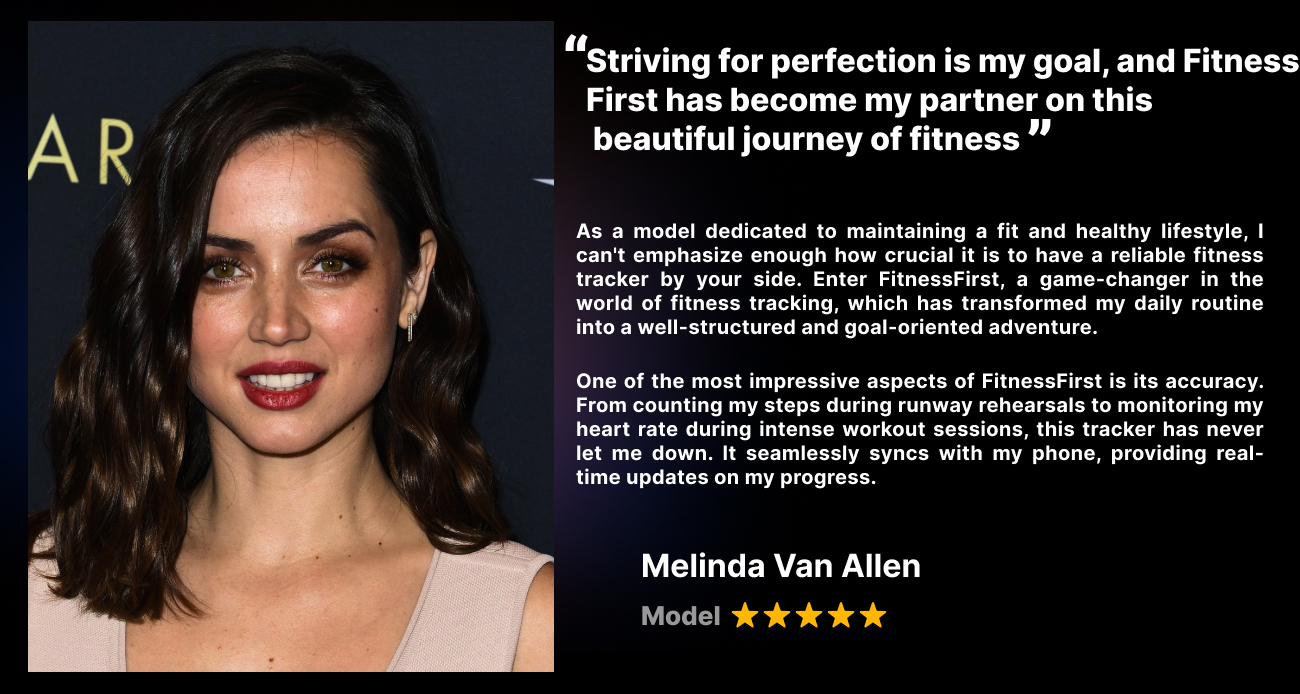 AR
“Striving for perfection is my goal, and Fitness
First has become my partner on this
beautiful journey of fitness”
As a model dedicated to maintaining a fit and healthy lifestyle, I
can't emphasize enough how crucial it is to have a reliable fitness
tracker by your side. Enter FitnessFirst, a game-changer in the
world of fitness tracking, which has transformed my daily routine
into a well-structured and goal-oriented adventure.
One of the most impressive aspects of FitnessFirst is its accuracy.
From counting my steps during runway rehearsals to monitoring my
heart rate during intense workout sessions, this tracker has never
let me down. It seamlessly syncs with my phone, providing real-
time updates on my progress.
Melinda Van Allen
Model ★★★★★